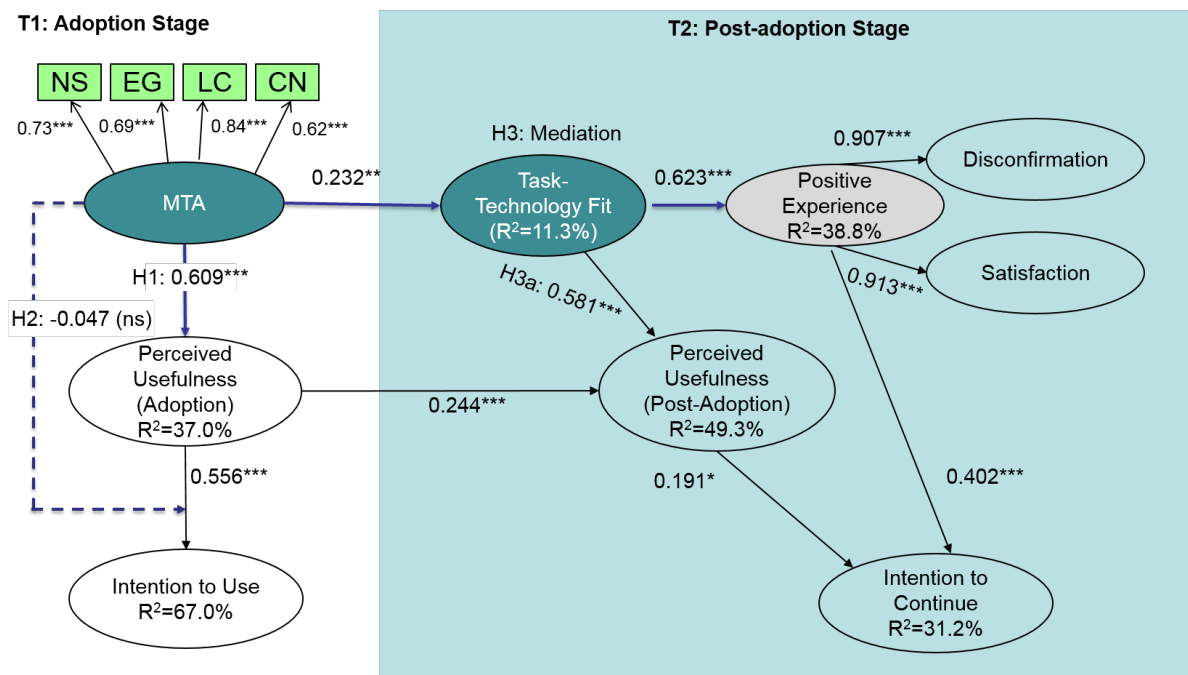 T1: Adoption Stage
T2: Post-adoption Stage
NS
EG
LC
CN
0.73***
0.69***
0.84***
0.62***
MTA
0.232**
H3: Mediation
Task-
Technology Fit
(R²=11.3%)
0.623***
Positive
Experience
R²=38.8%
0.907***
Disconfirmation
0.913***
Satisfaction
H1: 0.609***
H2: -0.047 (ns)
H3a: 0.581***
Perceived
Usefulness
(Adoption)
R²=37.0%
0.244***
Perceived
Usefulness
(Post-Adoption)
R²=49.3%
0.556***
0.191*
0.402***
Intention to Use
R²=67.0%
Intention to
Continue
R²=31.2%